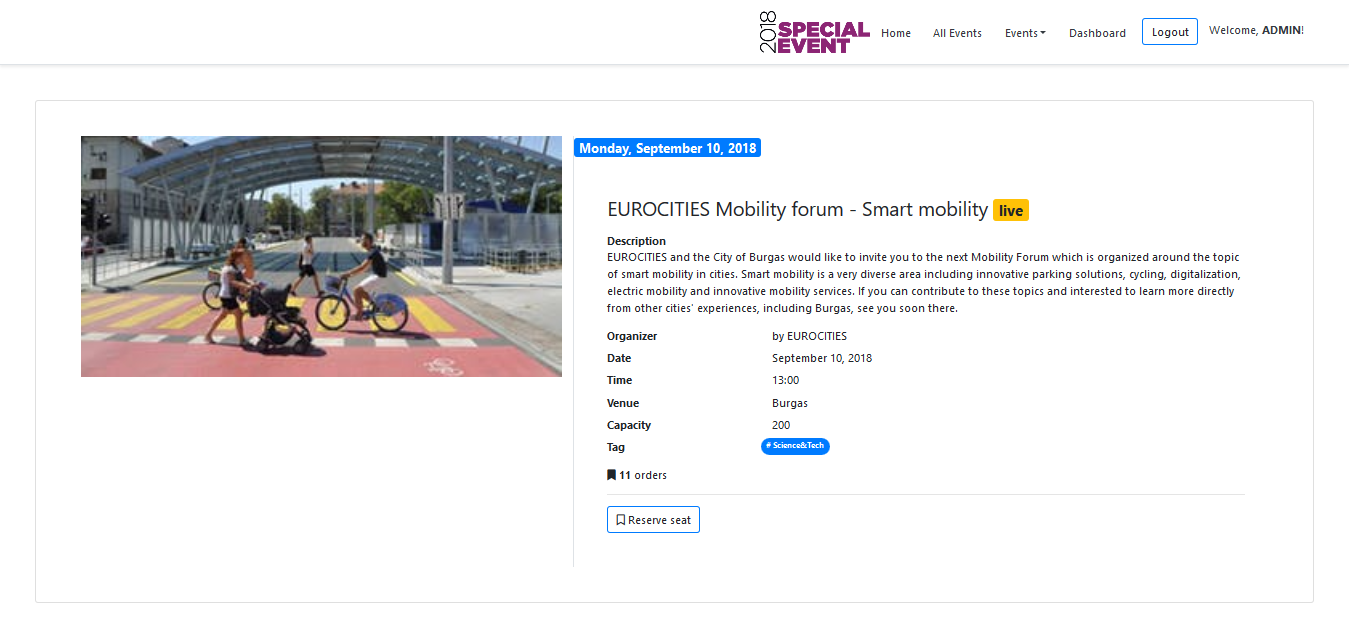 2018 SPECIAL EVENT
Home
All Events
Events
Dashboard
Logout
Welcome, ADMIN!
Monday, September 10, 2018
EUROCITIES Mobility forum - Smart mobility live
Description
EUROCITIES and the City of Burgas would like to invite you to the next Mobility Forum which is organized around the topic
of smart mobility in cities. Smart mobility is a very diverse area including innovative parking solutions, cycling, digitalization,
electric mobility and innovative mobility services. If you can contribute to these topics and interested to learn more directly
from other cities´ experiences, including Burgas, see you soon there.
Organizer by EUROCITIES
Date September 10, 2018
Time 13:00
Venue Burgas
Capacity 200
Tag # Science&Tech
11 orders
Reserve seat